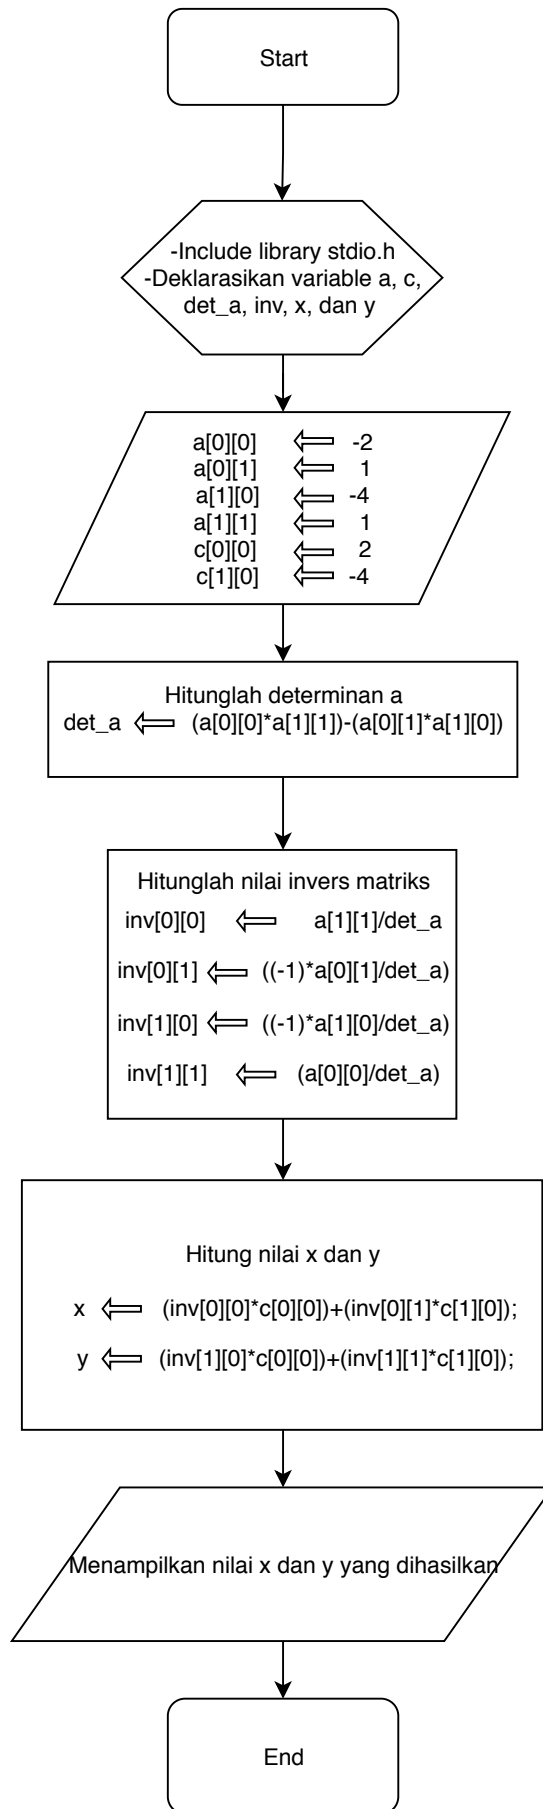 Start
-Include library stdio.h
-Deklarasikan variable a, c,
det_a, inv, x, dan y
a[0][0] ⇐ -2
a[0][1] ⇐ 1
a[1][0] ⇐ -4
a[1][1] ⇐ 1
c[0][0] ⇐ 2
c[1][0] ⇐ -4
Hitunglah determinan a
det_a ⇐ (a[0][0]*a[1][1])-(a[0][1]*a[1][0])
Hitunglah nilai invers matriks
inv[0][0] ⇐ a[1][1]/det_a
inv[0][1] ⇐ ((-1)*a[0][1]/det_a)
inv[1][0] ⇐ ((-1)*a[1][0]/det_a)
inv[1][1] ⇐ (a[0][0]/det_a)
Hitung nilai x dan y
x ⇐ (inv[0][0]*c[0][0])+(inv[0][1]*c[1][0]);
y ⇐ (inv[1][0]*c[0][0])+(inv[1][1]*c[1][0]);
Menampilkan nilai x dan y yang dihasilkan
End